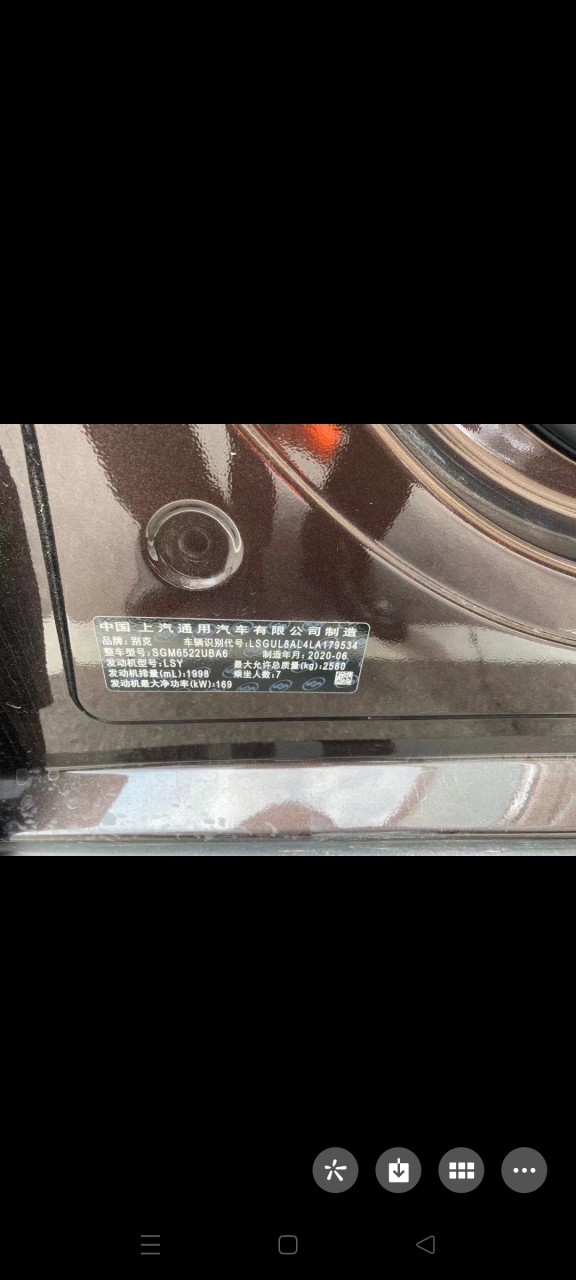 中国 上汽通用汽车有限公司制造
品牌:别克 车辆识别代号:LSGUL8AL4LA179534
整车型号:SGM6522UBA6 制造年月:2020-06
发动机型号:LSY 最大允许总质量(kg):2580
发动机排量(mL):1998 乘坐人数:7
发动机最大净功率(kW):169